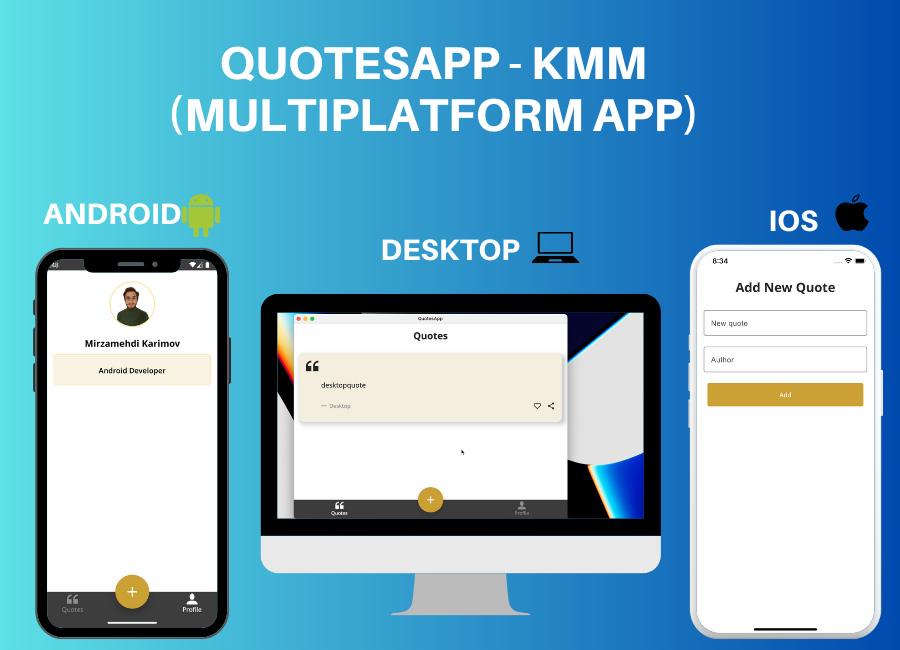 QUOTESAPP - KMM
(MULTIPLATFORM APP)
ANDROID
DESKTOP
IOS
48
Mirzamehdi Karimov
Android Developer
Quotes
Profile
QuotesApp
Quotes
desktopquote
— Desktop
Quotes
Profile
8:34
Add New Quote
New quote
Author
Add